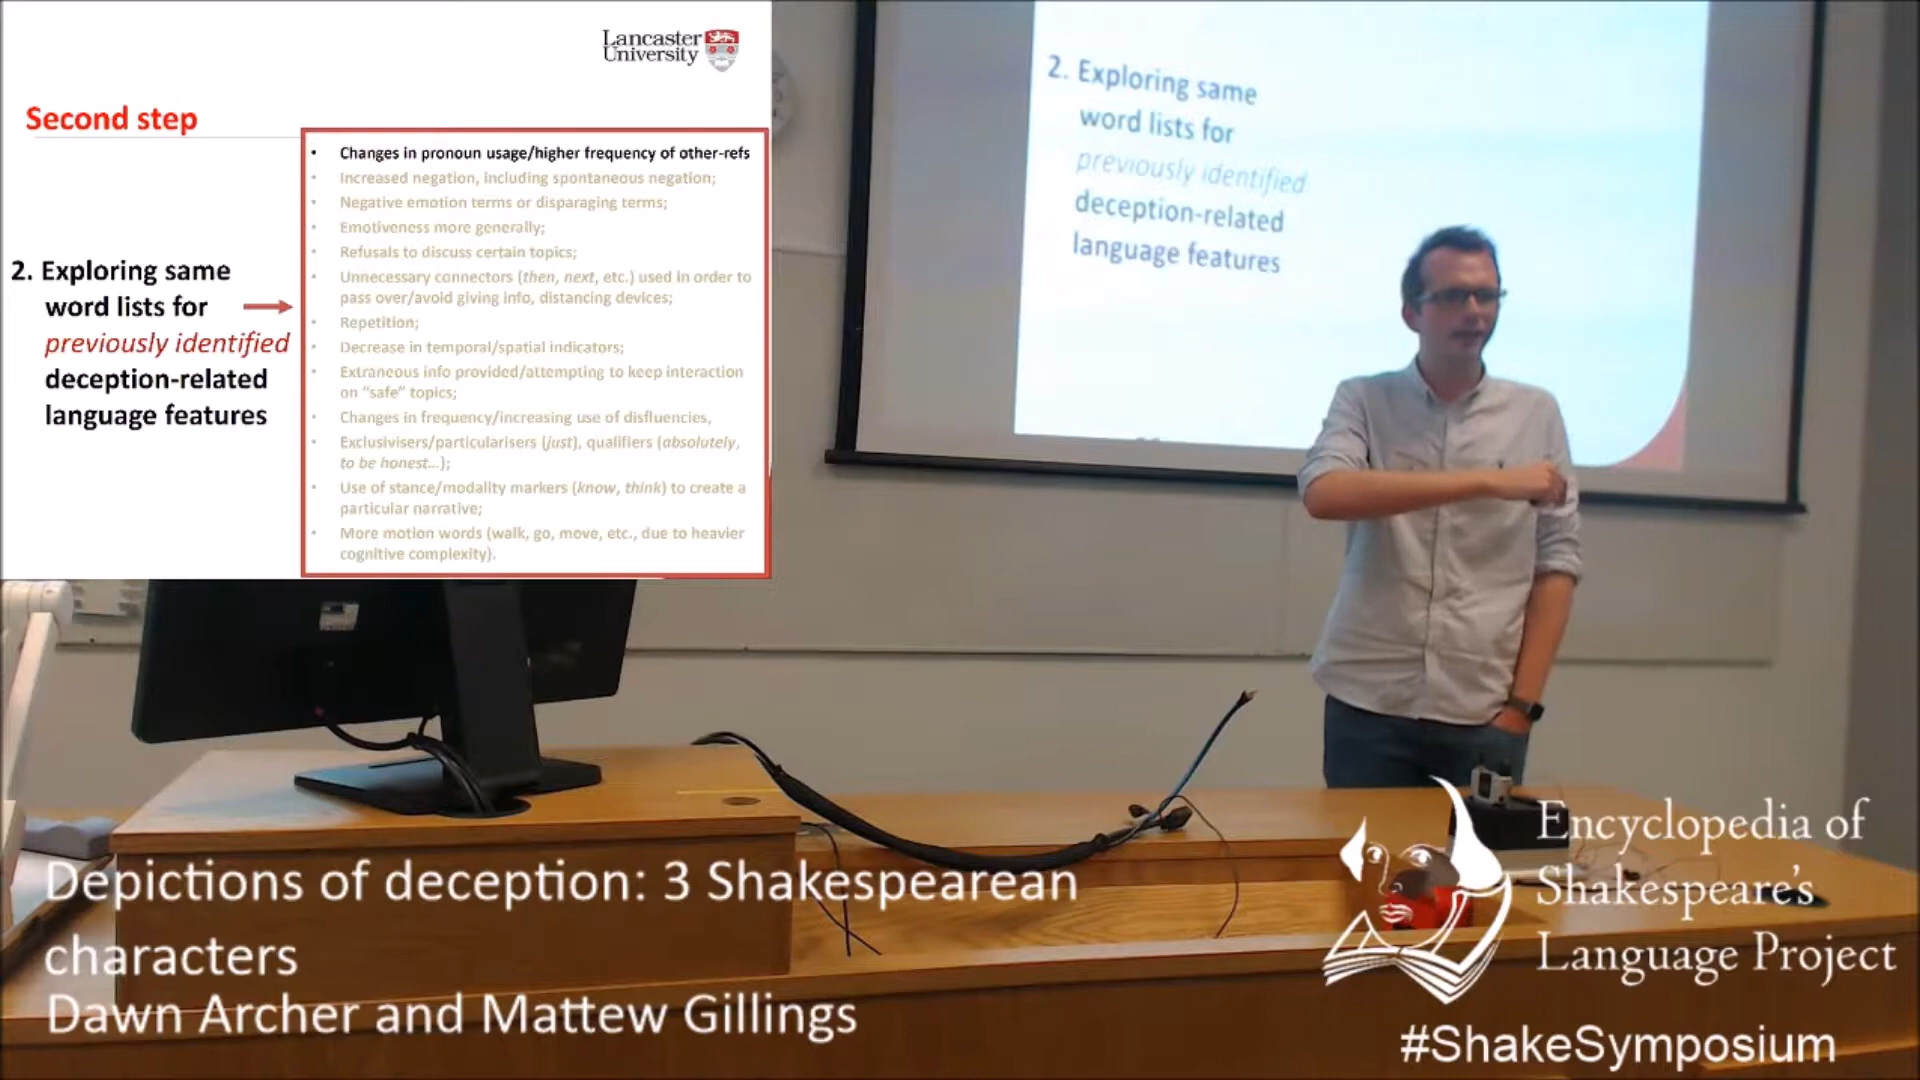 Lancaster
University
Second step
2. Exploring same
word lists for
previously identified
deception-related
language features
• Changes in pronoun usage/higher frequency of other-refs
• Increased negation, including spontaneous negation;
• Negative emotion terms or disparaging terms;
• Emotiveness more generally;
• Refusals to discuss certain topics;
• Unnecessary connectors (then, next, etc.) used in order to
pass over/avoid giving info, distancing devices;
• Repetition;
• Decrease in temporal/spatial indicators;
• Extraneous info provided/attempting to keep interaction
on “safe” topics;
• Changes in frequency/increasing use of disfluencies,
• Exclusivisers/particularisers (just), qualifiers (absolutely,
to be honest...);
• Use of stance/modality markers (know, think) to create a
particular narrative;
• More motion words (walk, go, move, etc., due to heavier
cognitive complexity).
2. Exploring same
word lists for
previously identified
deception-related
language features
Depictions of deception: 3 Shakespearean
characters
Dawn Archer and Mattew Gillings
Encyclopedia of
Shakespeare's
Language Project
#ShakeSymposium